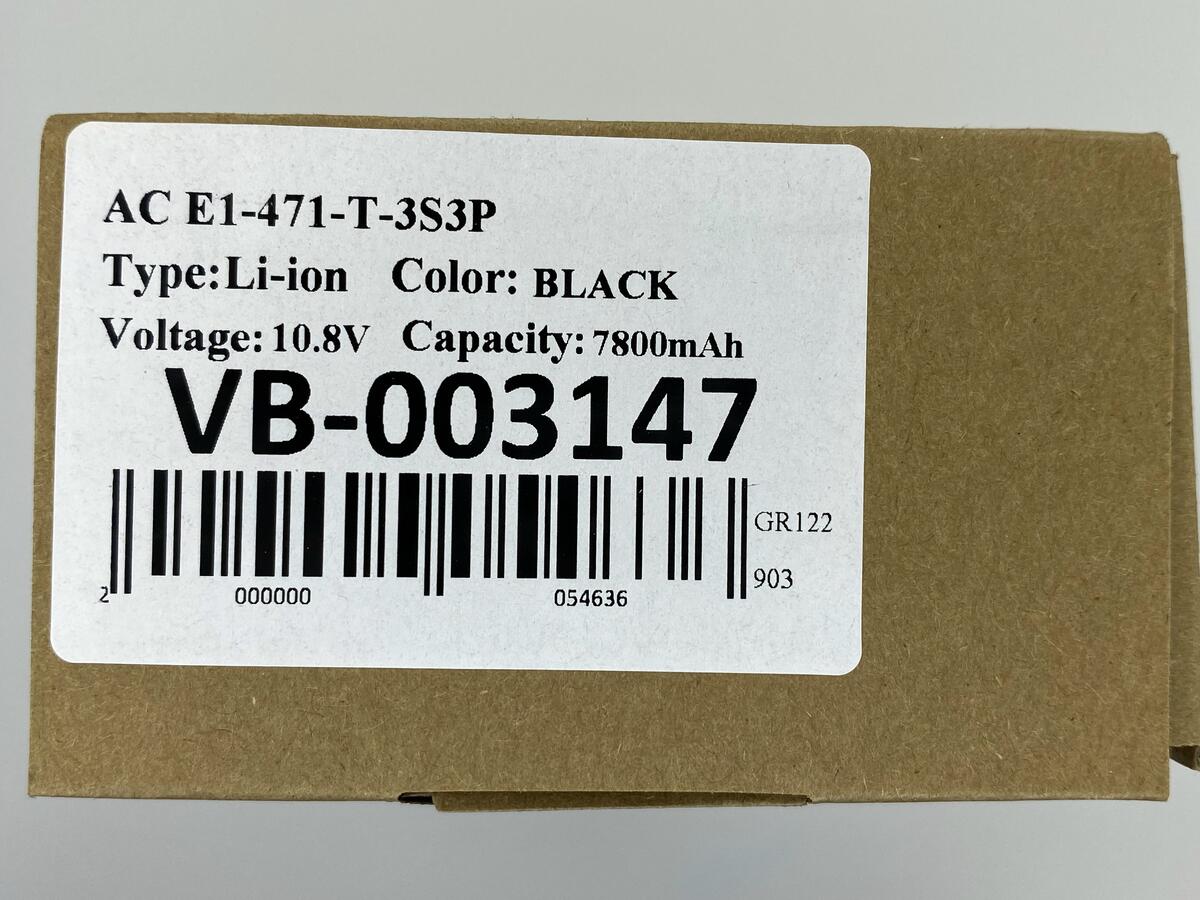 AC E1-471-T-3S3P
Type:Li-ion Color: BLACK
Voltage: 10.8V Capacity: 7800mAh
VB-003147
GR122
903
2 000000 054636